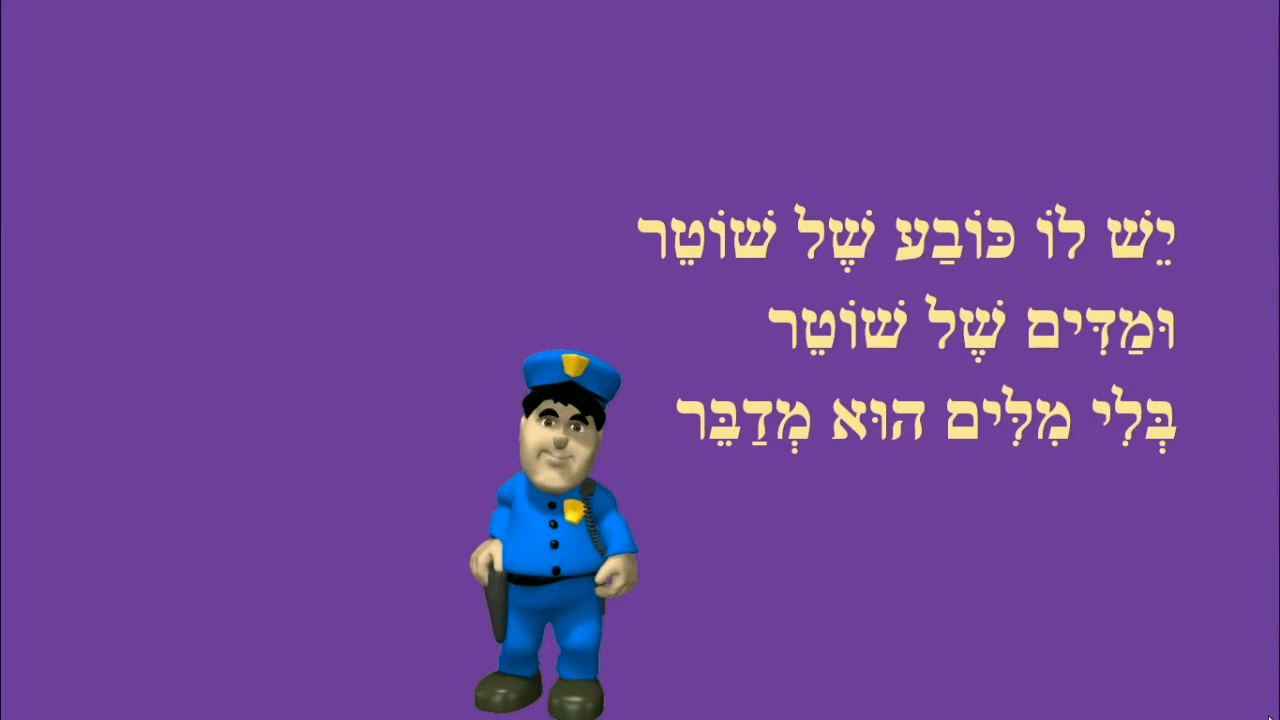 יֵשׁ לוֹ כּוֹבַע שֶׁל שׁוֹטֵר
וּמַדִּים שֶׁל שׁוֹטֵר
בְּלִי מִלִּים הוּא מְדַבֵּר